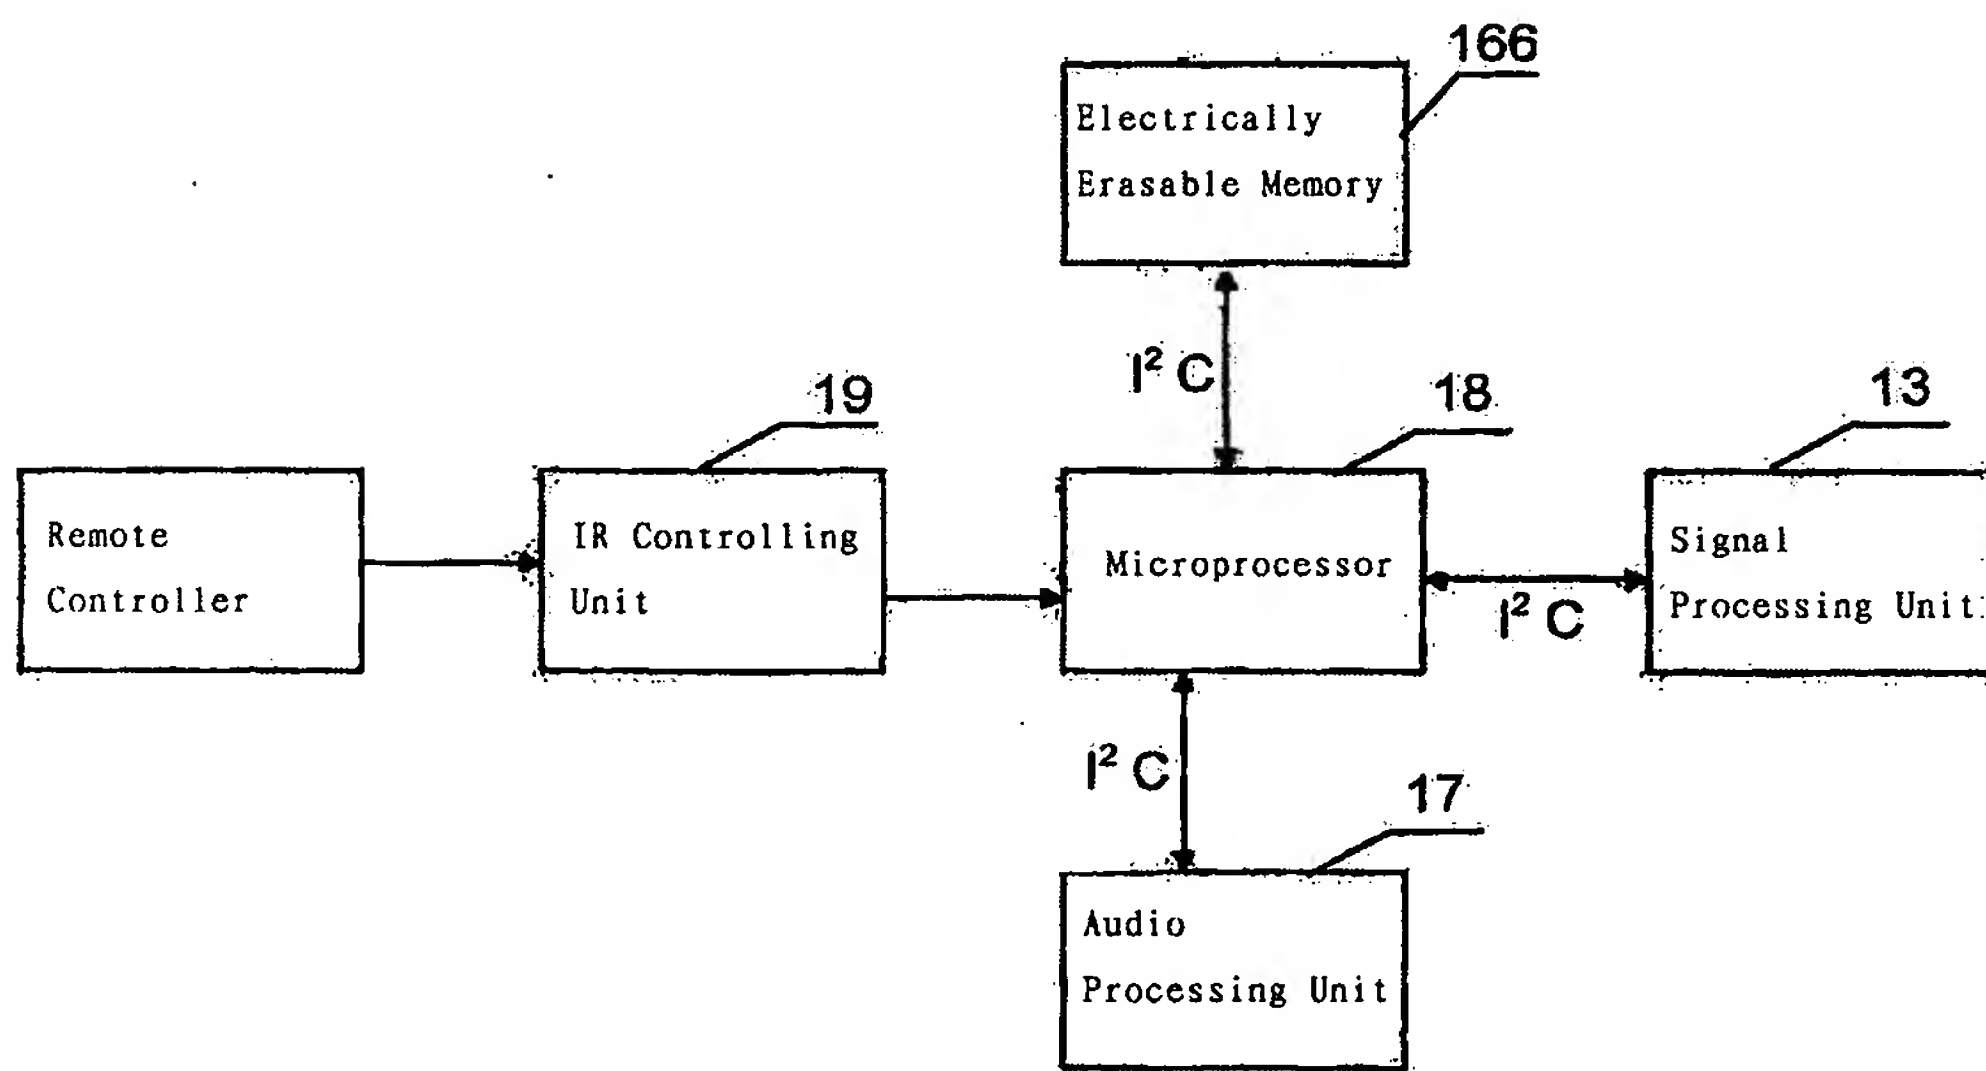 166
Electrically
Erasable Memory
I² C
19
18
13
Remote
Controller
IR Controlling
Unit
Microprocessor
I² C
Signal
Processing Unit
I² C
17
Audio
Processing Unit